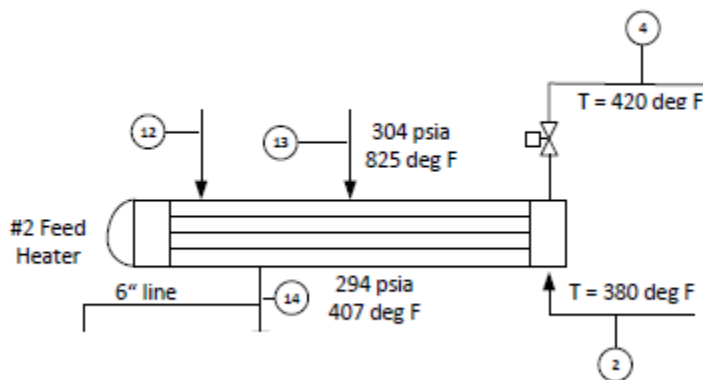 4
T = 420 deg F
12
13
304 psia
825 deg F
#2 Feed
Heater
6“ line
14
294 psia
407 deg F
T = 380 deg F
2